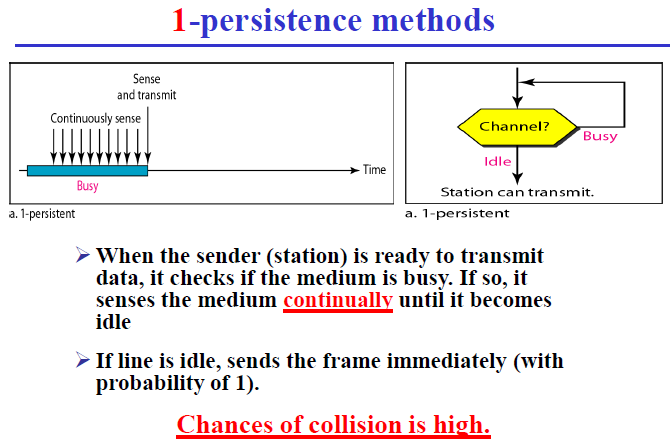 1-persistence methods
Sense
and transmit
Continuously sense
Time
Busy
a. 1-persistent
Channel?
Busy
Idle
Station can transmit.
a. 1-persistent
When the sender (station) is ready to transmit
data, it checks if the medium is busy. If so, it
senses the medium continually until it becomes
idle
If line is idle, sends the frame immediately (with
probability of 1).
Chances of collision is high.